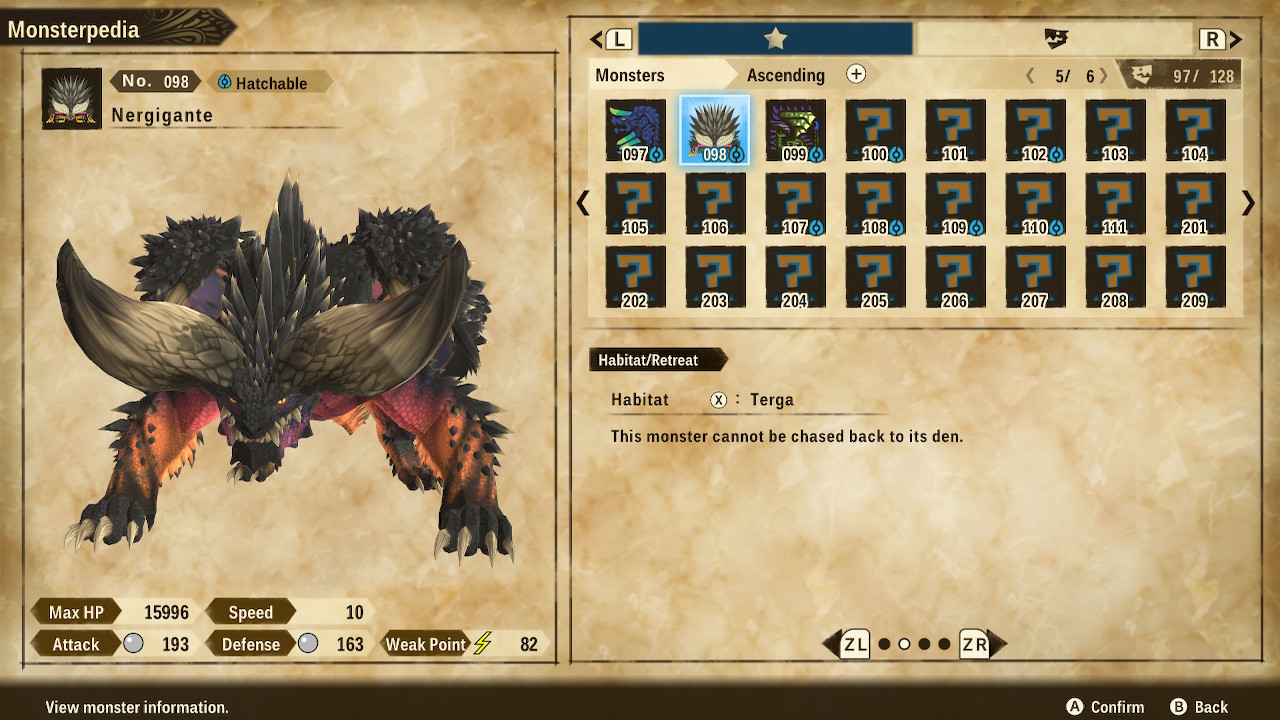 Monsterpedia
No. 098
Hatchable
Nergigante
Max HP 15996
Speed 10
Attack 193
Defense 163
Weak Point 82
L
R
Monsters
Ascending
5/ 6
97/ 128
097 098 099 100 101 102 103 104
105 106 107 108 109 110 111 201
202 203 204 205 206 207 208 209
Habitat/Retreat
Habitat X : Terga
This monster cannot be chased back to its den.
ZL ZR
View monster information.
A Confirm B Back